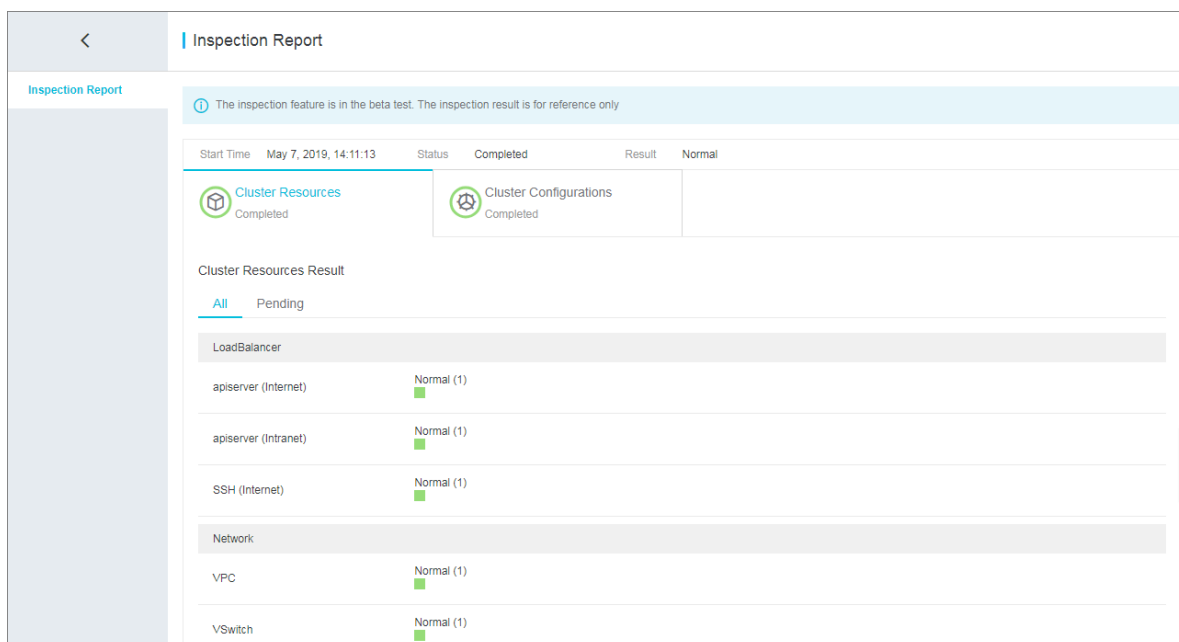 Inspection Report
Inspection Report
The inspection feature is in the beta test. The inspection result is for reference only
Start Time May 7, 2019, 14:11:13 Status Completed Result Normal
Cluster Resources
Completed
Cluster Configurations
Completed
Cluster Resources Result
All Pending
LoadBalancer
apiserver (Internet) Normal (1)
apiserver (Intranet) Normal (1)
SSH (Internet) Normal (1)
Network
VPC Normal (1)
VSwitch Normal (1)